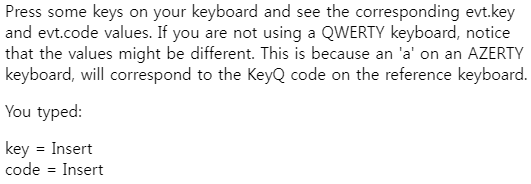 Press some keys on your keyboard and see the corresponding evt.key
and evt.code values. If you are not using a QWERTY keyboard, notice
that the values might be different. This is because an 'a' on an AZERTY
keyboard, will correspond to the KeyQ code on the reference keyboard.
You typed:
key = Insert
code = Insert